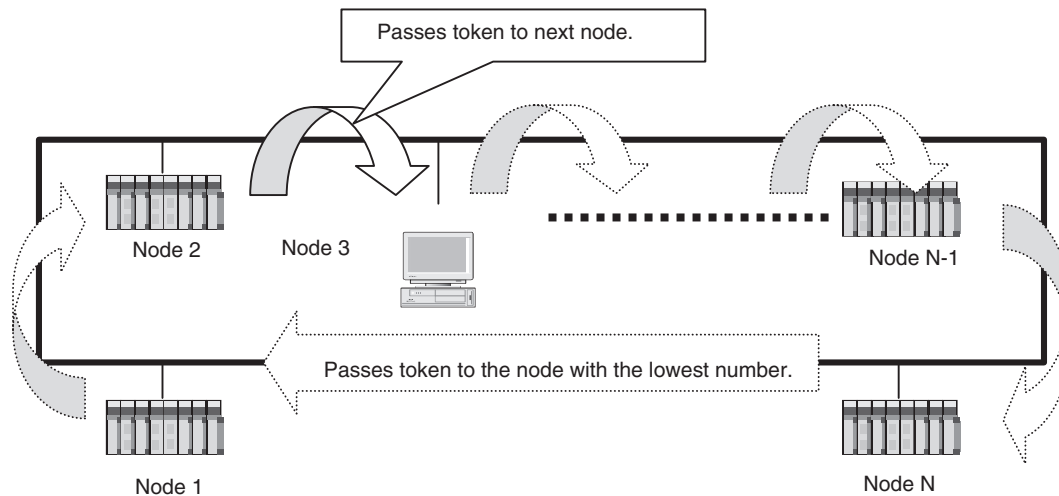 Passes token to next node.
Node 2
Node 3
Node N-1
Passes token to the node with the lowest number.
Node 1
Node N